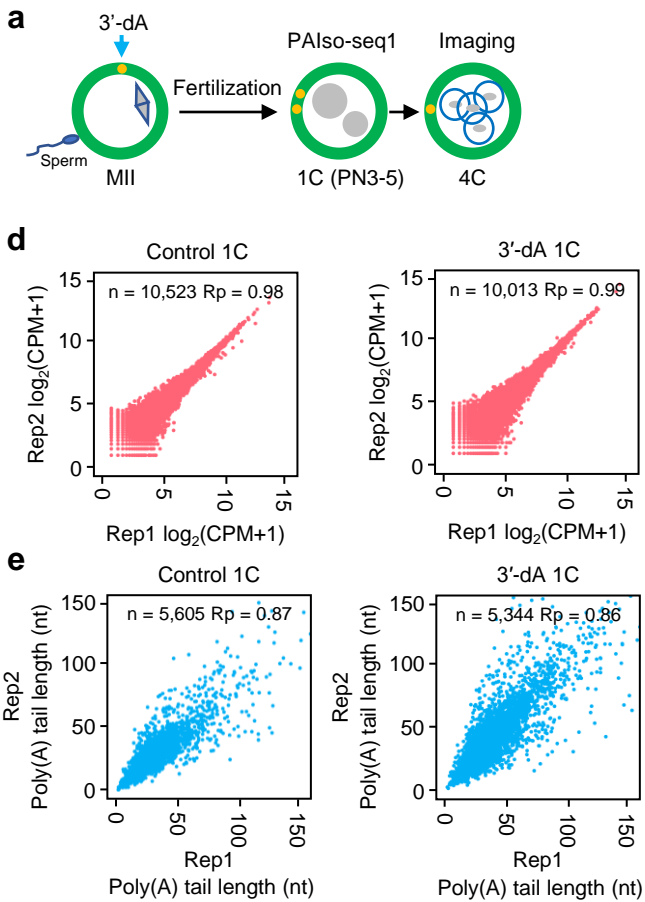 a
3′-dA
PAIso-seq1
Imaging
Fertilization
Sperm
MII
1C (PN3-5)
4C
d
Control 1C
3′-dA 1C
n = 10,523 Rp = 0.98
n = 10,013 Rp = 0.99
Rep2 log₂(CPM+1)
15
10
5
0
0
5
10
15
Rep1 log₂(CPM+1)
Rep2 log₂(CPM+1)
15
10
5
0
0
5
10
15
Rep1 log₂(CPM+1)
e
Control 1C
3′-dA 1C
n = 5,605 Rp = 0.87
n = 5,344 Rp = 0.86
Rep2
Poly(A) tail length (nt)
150
100
50
0
0
50
100
150
Rep1
Poly(A) tail length (nt)
Rep2
Poly(A) tail length (nt)
150
100
50
0
0
50
100
150
Rep1
Poly(A) tail length (nt)